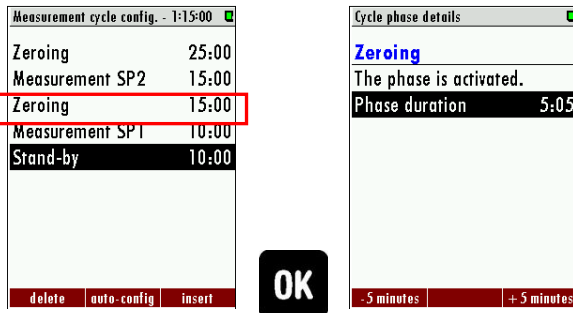 Measurement cycle config. - 1:15:00
Zeroing 25:00
Measurement SP2 15:00
Zeroing 15:00
Measurement SP1 10:00
Stand-by 10:00
delete auto-config insert
OK
Cycle phase details
Zeroing
The phase is activated.
Phase duration 5:05
-5 minutes +5 minutes